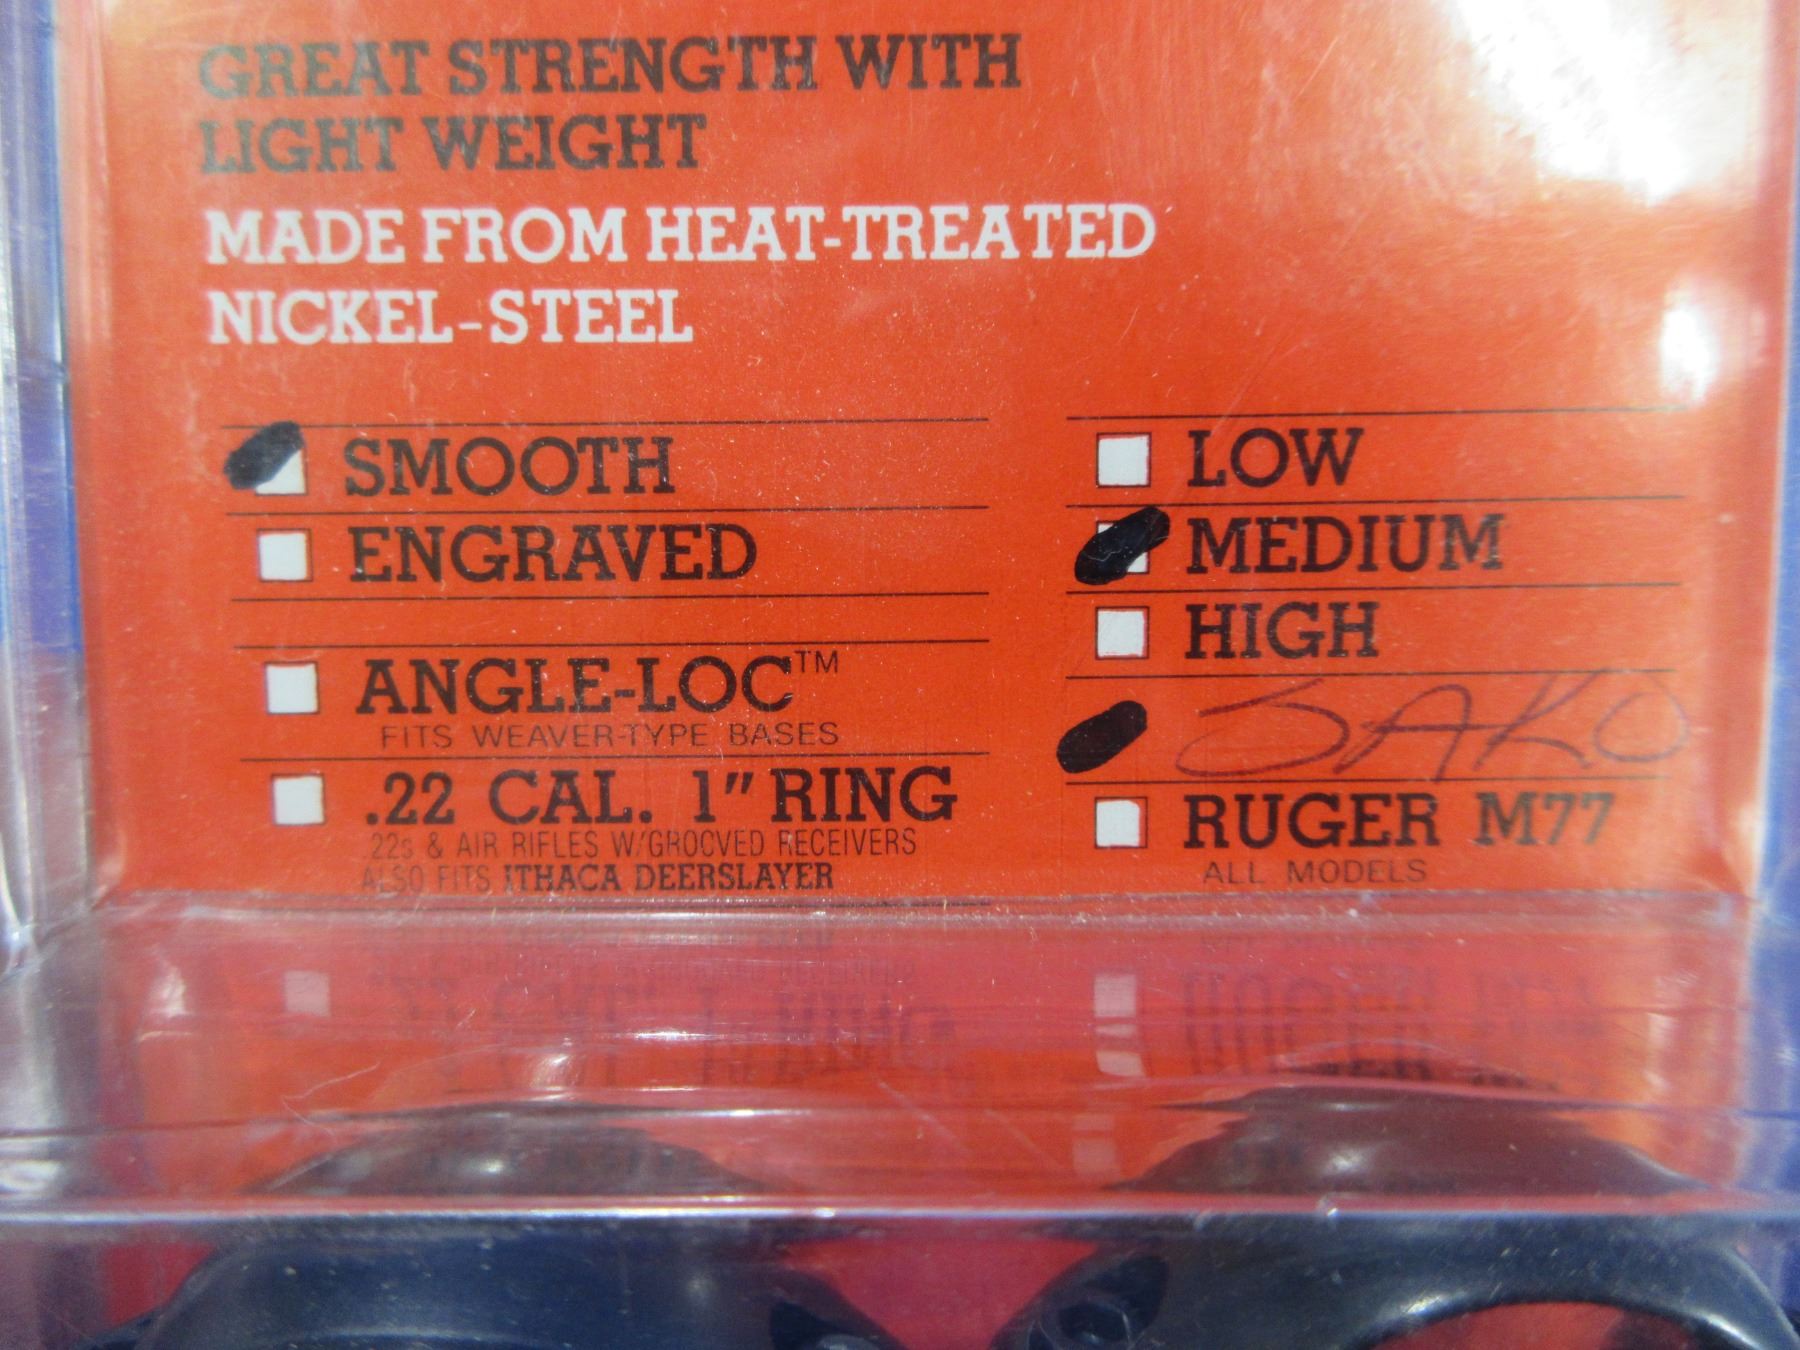 GREAT STRENGTH WITH
LIGHT WEIGHT
MADE FROM HEAT-TREATED
NICKEL-STEEL
SMOOTH
ENGRAVED
ANGLE-LOC™
FITS WEAVER-TYPE BASES
.22 CAL. 1" RING
.22s & AIR RIFLES W/GROOVED RECEIVERS
ALSO FITS ITHACA DEERSLAYER
LOW
MEDIUM
HIGH
SAKO
RUGER M77
ALL MODELS